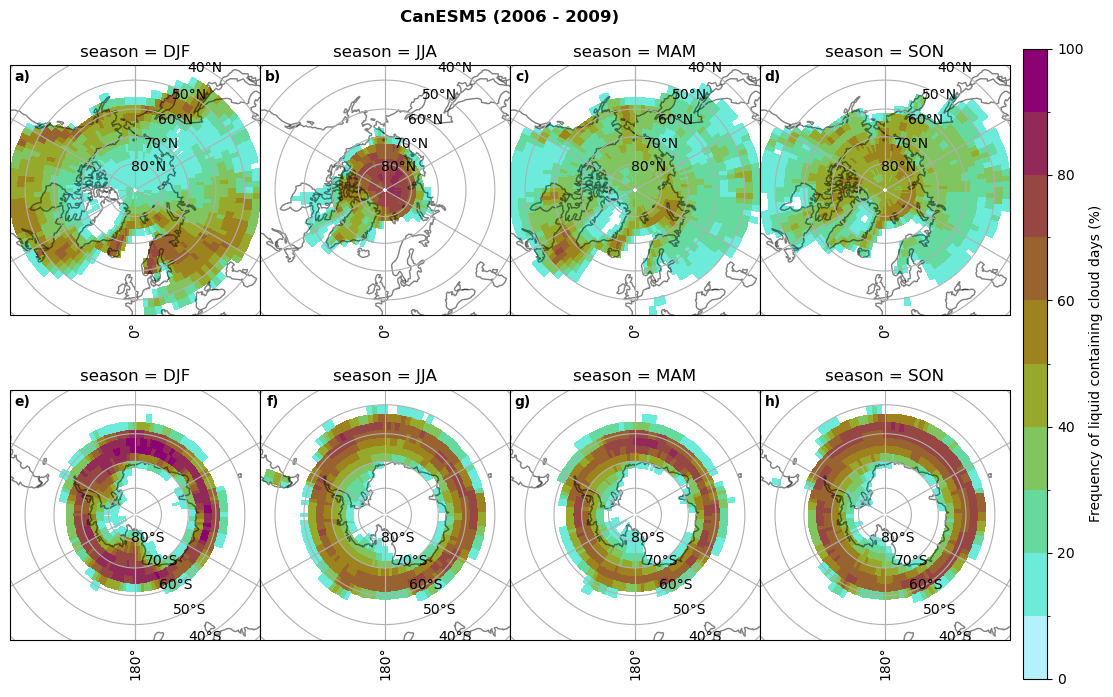 CanESM5 (2006 - 2009)
season = DJF
season = JJA
season = MAM
season = SON
a)
b)
c)
d)
40°N
50°N
60°N
70°N
80°N
40°N
50°N
60°N
70°N
80°N
40°N
50°N
60°N
70°N
80°N
40°N
50°N
60°N
70°N
80°N
0°
0°
0°
0°
season = DJF
season = JJA
season = MAM
season = SON
e)
f)
g)
h)
80°S
70°S
60°S
50°S
40°S
80°S
70°S
60°S
50°S
40°S
80°S
70°S
60°S
50°S
40°S
80°S
70°S
60°S
50°S
40°S
180°
180°
180°
180°
100
80
60
40
20
0
Frequency of liquid containing cloud days (%)